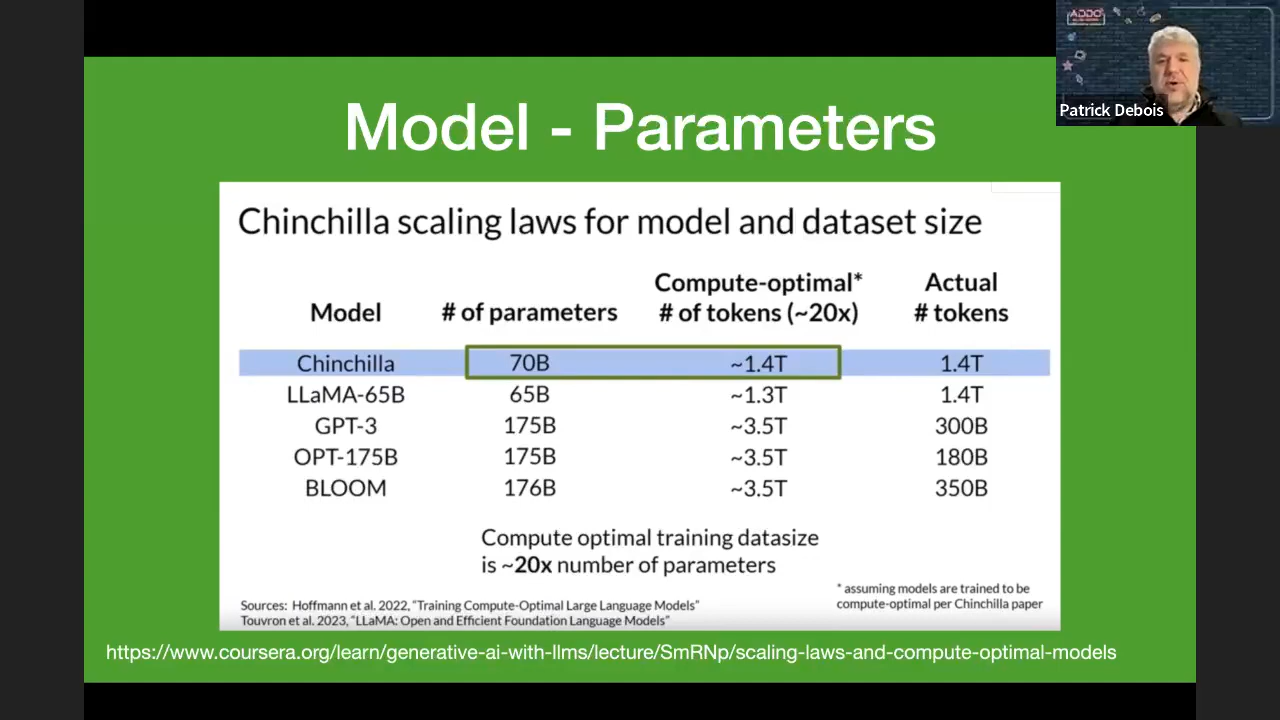 ADDO
Patrick Debois
Model - Parameters
Chinchilla scaling laws for model and dataset size
Model # of parameters Compute-optimal* # of tokens (~20x) Actual # tokens
Chinchilla 70B ~1.4T 1.4T
LLaMA-65B 65B ~1.3T 1.4T
GPT-3 175B ~3.5T 300B
OPT-175B 175B ~3.5T 180B
BLOOM 176B ~3.5T 350B
Compute optimal training datasize
is ~20x number of parameters
* assuming models are trained to be
compute-optimal per Chinchilla paper
Sources: Hoffmann et al. 2022, “Training Compute-Optimal Large Language Models”
Touvron et al. 2023, “LLaMA: Open and Efficient Foundation Language Models”
https://www.coursera.org/learn/generative-ai-with-llms/lecture/SmRNp/scaling-laws-and-compute-optimal-models